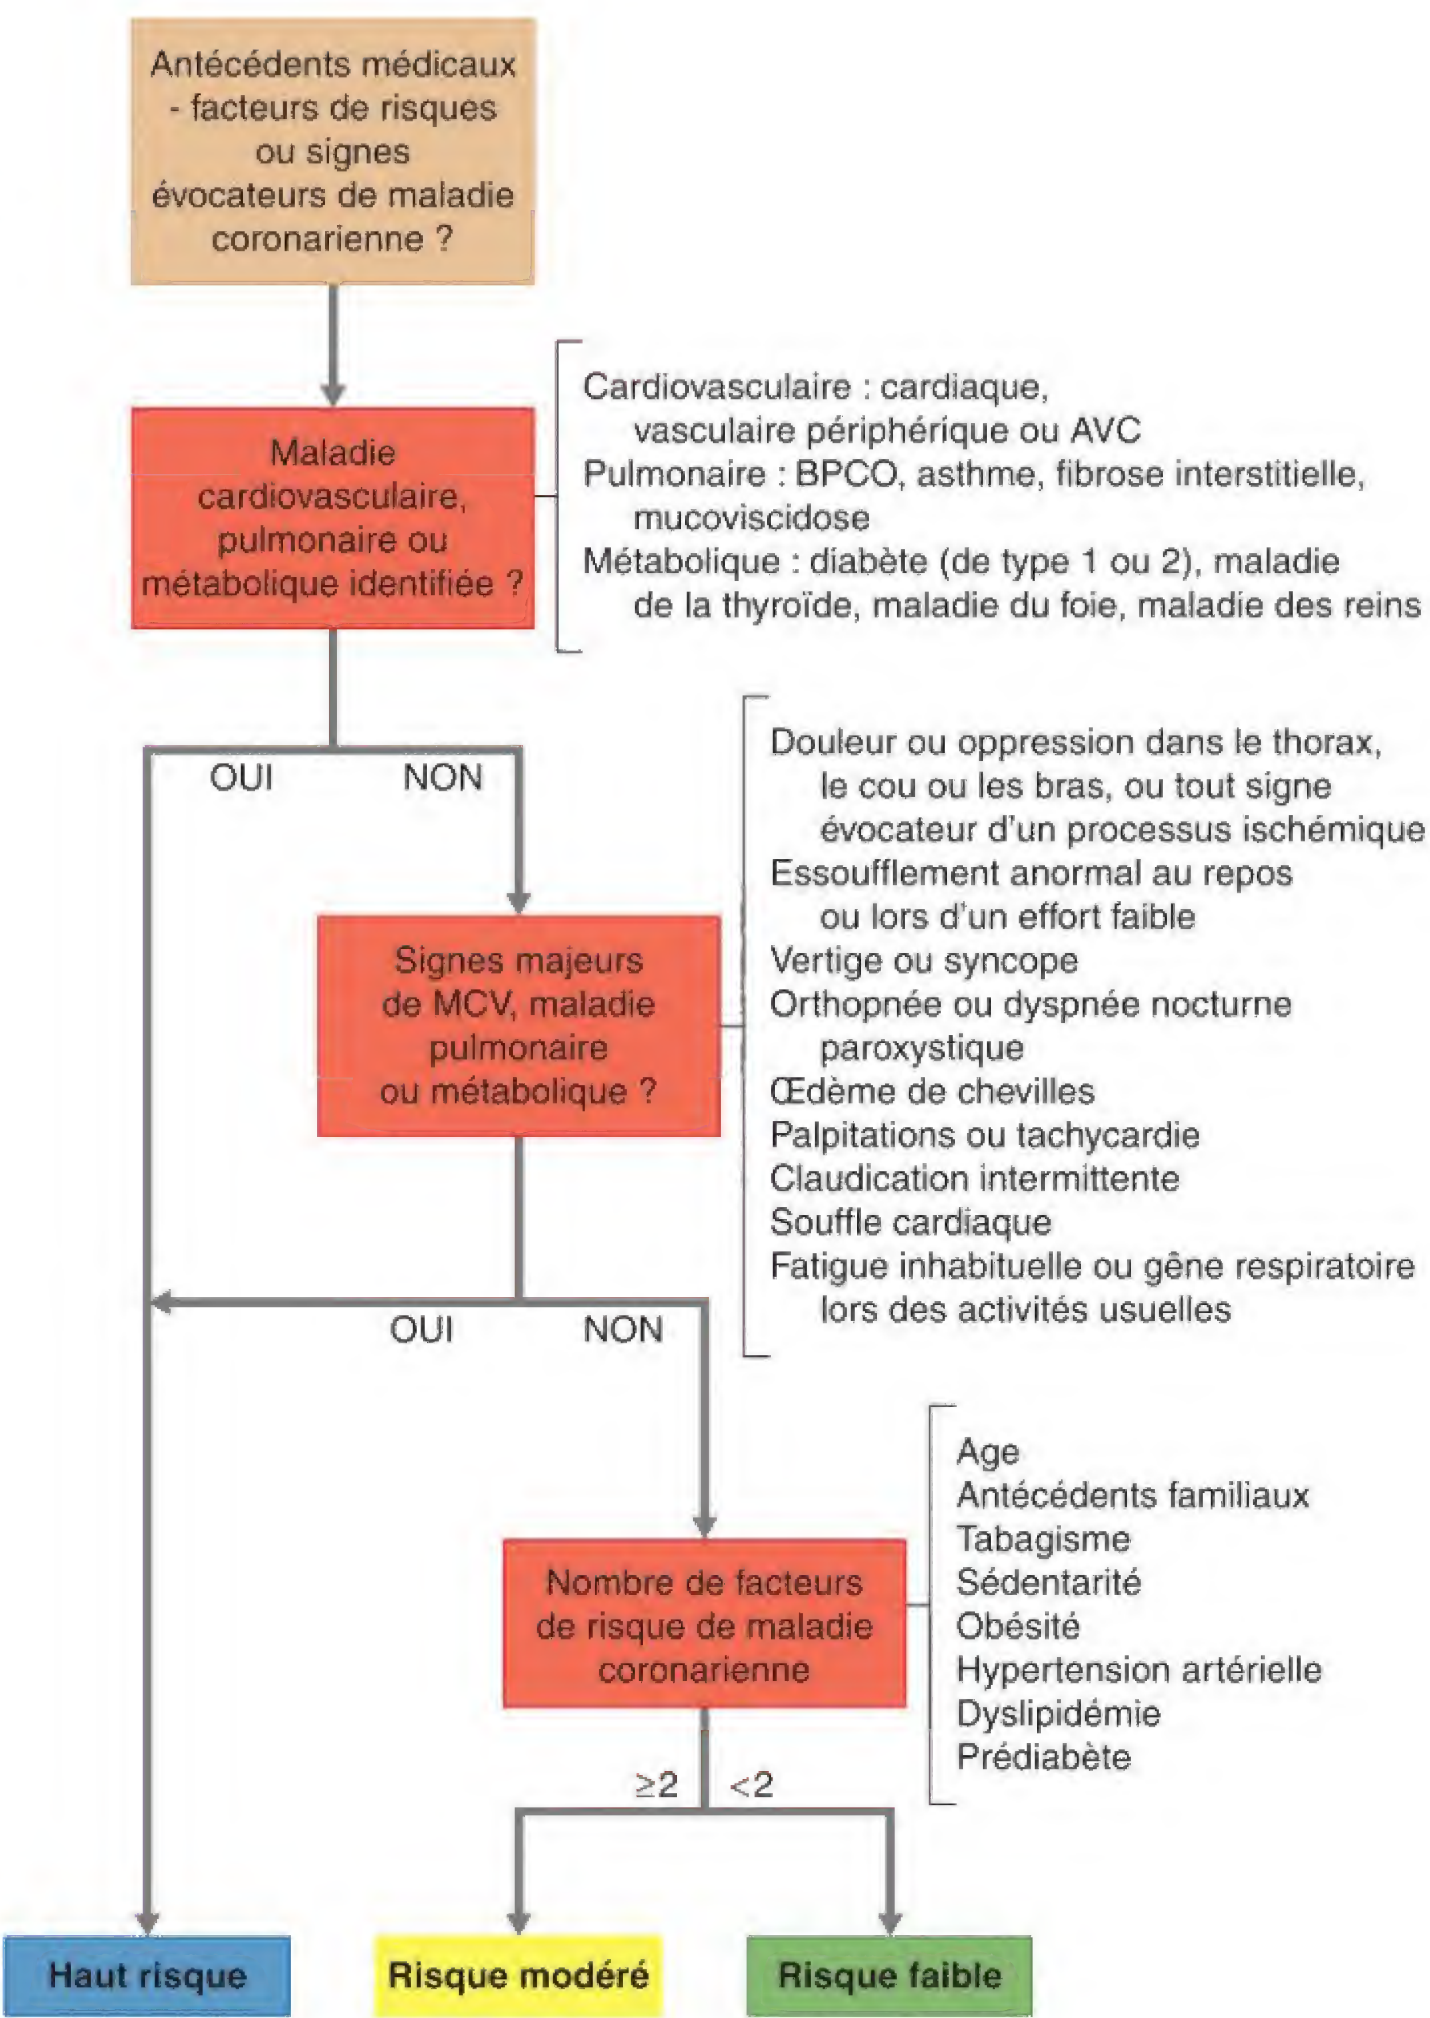 Antécédents médicaux
- facteurs de risques
ou signes
évocateurs de maladie
coronarienne ?
Maladie
cardiovasculaire,
pulmonaire ou
métabolique identifiée ?
Cardiovasculaire : cardiaque,
vasculaire périphérique ou AVC
Pulmonaire : BPCO, asthme, fibrose interstitielle,
mucoviscidose
Métabolique : diabète (de type 1 ou 2), maladie
de la thyroïde, maladie du foie, maladie des reins
OUI
NON
Signes majeurs
de MCV, maladie
pulmonaire
ou métabolique ?
Douleur ou oppression dans le thorax,
le cou ou les bras, ou tout signe
évocateur d'un processus ischémique
Essoufflement anormal au repos
ou lors d'un effort faible
Vertige ou syncope
Orthopnée ou dyspnée nocturne
paroxystique
Œdème de chevilles
Palpitations ou tachycardie
Claudication intermittente
Souffle cardiaque
Fatigue inhabituelle ou gêne respiratoire
lors des activités usuelles
OUI
NON
Nombre de facteurs
de risque de maladie
coronarienne
Age
Antécédents familiaux
Tabagisme
Sédentarité
Obésité
Hypertension artérielle
Dyslipidémie
Prédiabète
≥2
<2
Haut risque
Risque modéré
Risque faible